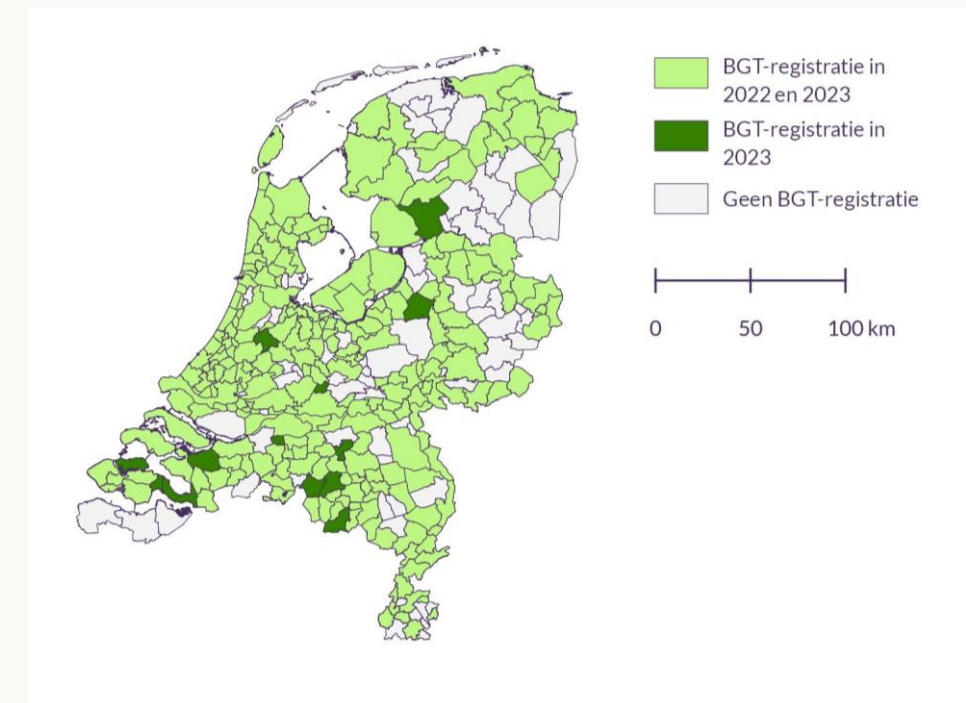 BGT-registratie in
2022 en 2023
BGT-registratie in
2023
Geen BGT-registratie
0 50 100 km